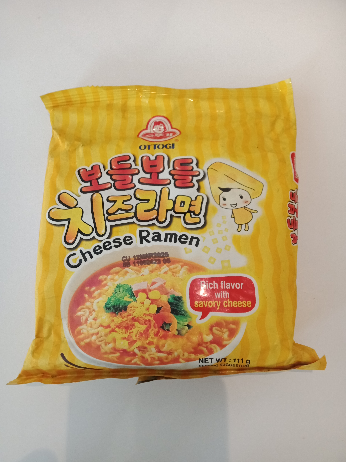 OTTOGI
보들보들
치즈라면
Cheese Ramen
Rich flavor
with
savory cheese
NET WT : 111 g